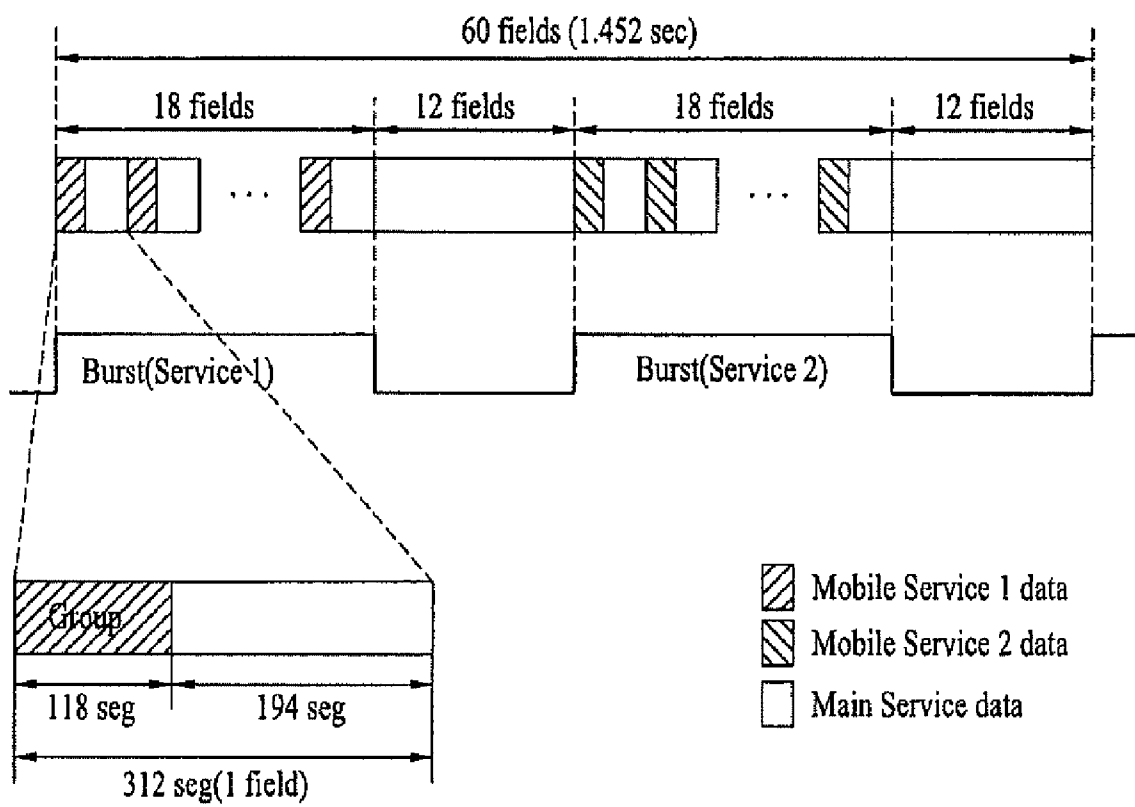 60 fields (1.452 sec)
18 fields
12 fields
18 fields
12 fields
. . .
. . .
Burst(Service 1)
Burst(Service 2)
Group
118 seg
194 seg
312 seg(1 field)
Mobile Service 1 data
Mobile Service 2 data
Main Service data